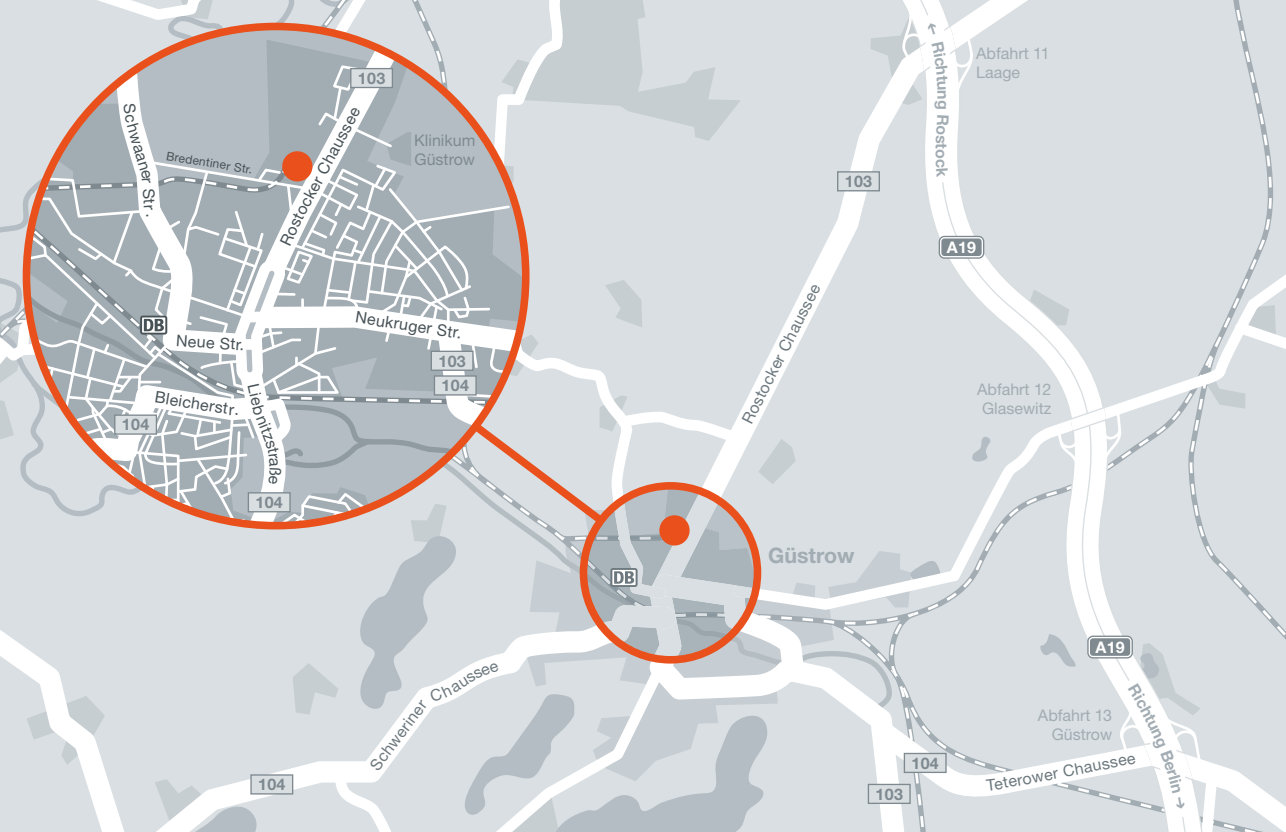 103
Klinikum
Güstrow
Schwaaner Str.
Bredentiner Str.
Rostocker Chaussee
DB
Neue Str.
Neukruger Str.
103
104
Bleicherstr.
104
Liebnitzstraße
104
← Richtung Rostock
Abfahrt 11
Laage
103
A19
Rostocker Chaussee
Abfahrt 12
Glasewitz
Güstrow
DB
A19
Schweriner Chaussee
Abfahrt 13
Güstrow
Richtung Berlin →
104
104
Teterower Chaussee
103